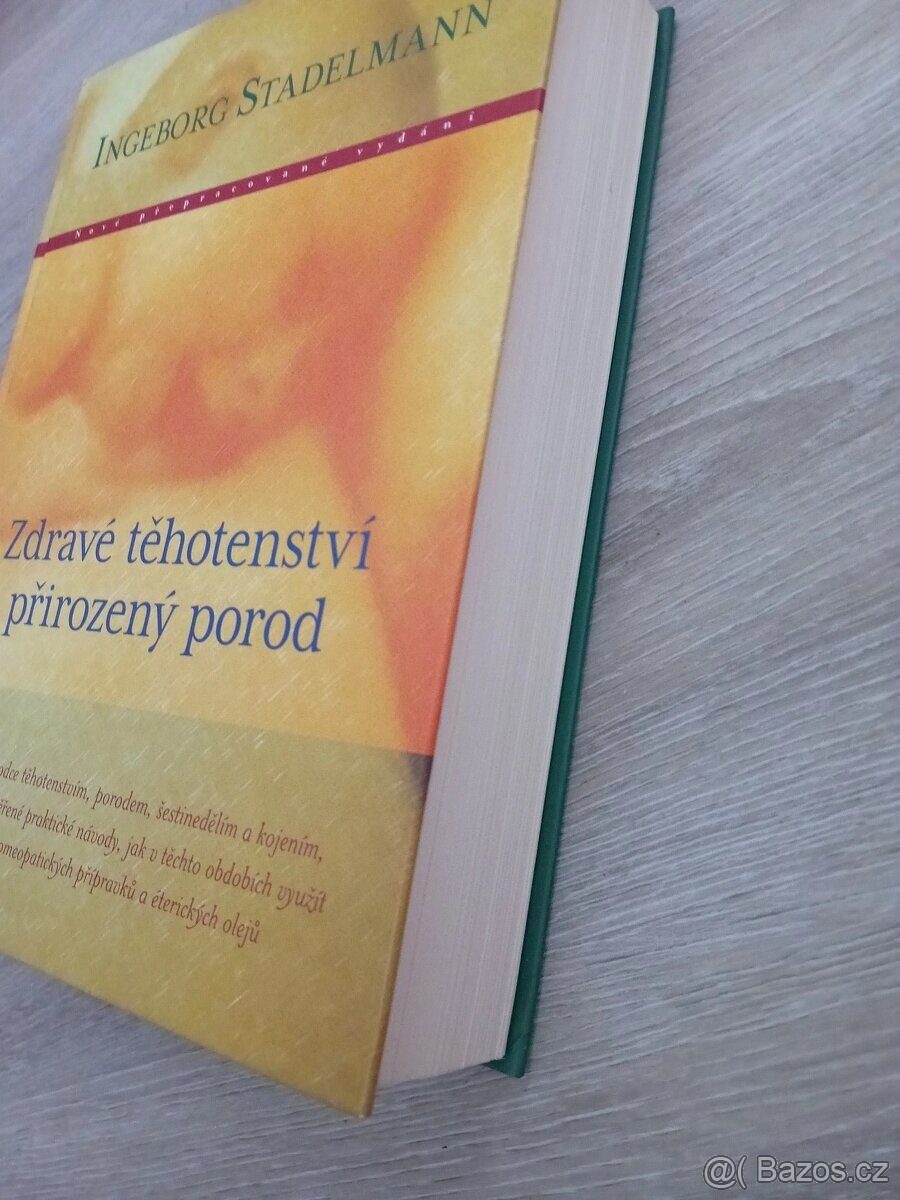 INGEBORG STADELMANN
Nové přepracované vydání
Zdravé těhotenství
přirozený porod
těhotenstvím, porodem, šestinedělím a kojením,
praktické návody, jak v těchto obdobích využít
přípravků a éterických olejů
@( Bazos.cz